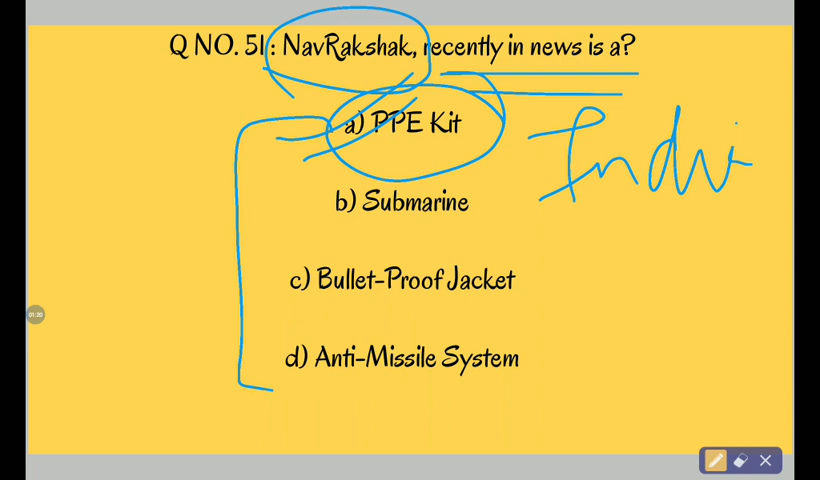 Q NO. 51 : NavRakshak, recently in news is a?
a) PPE Kit
Indi
b) Submarine
c) Bullet-Proof Jacket
01:20
d) Anti-Missile System